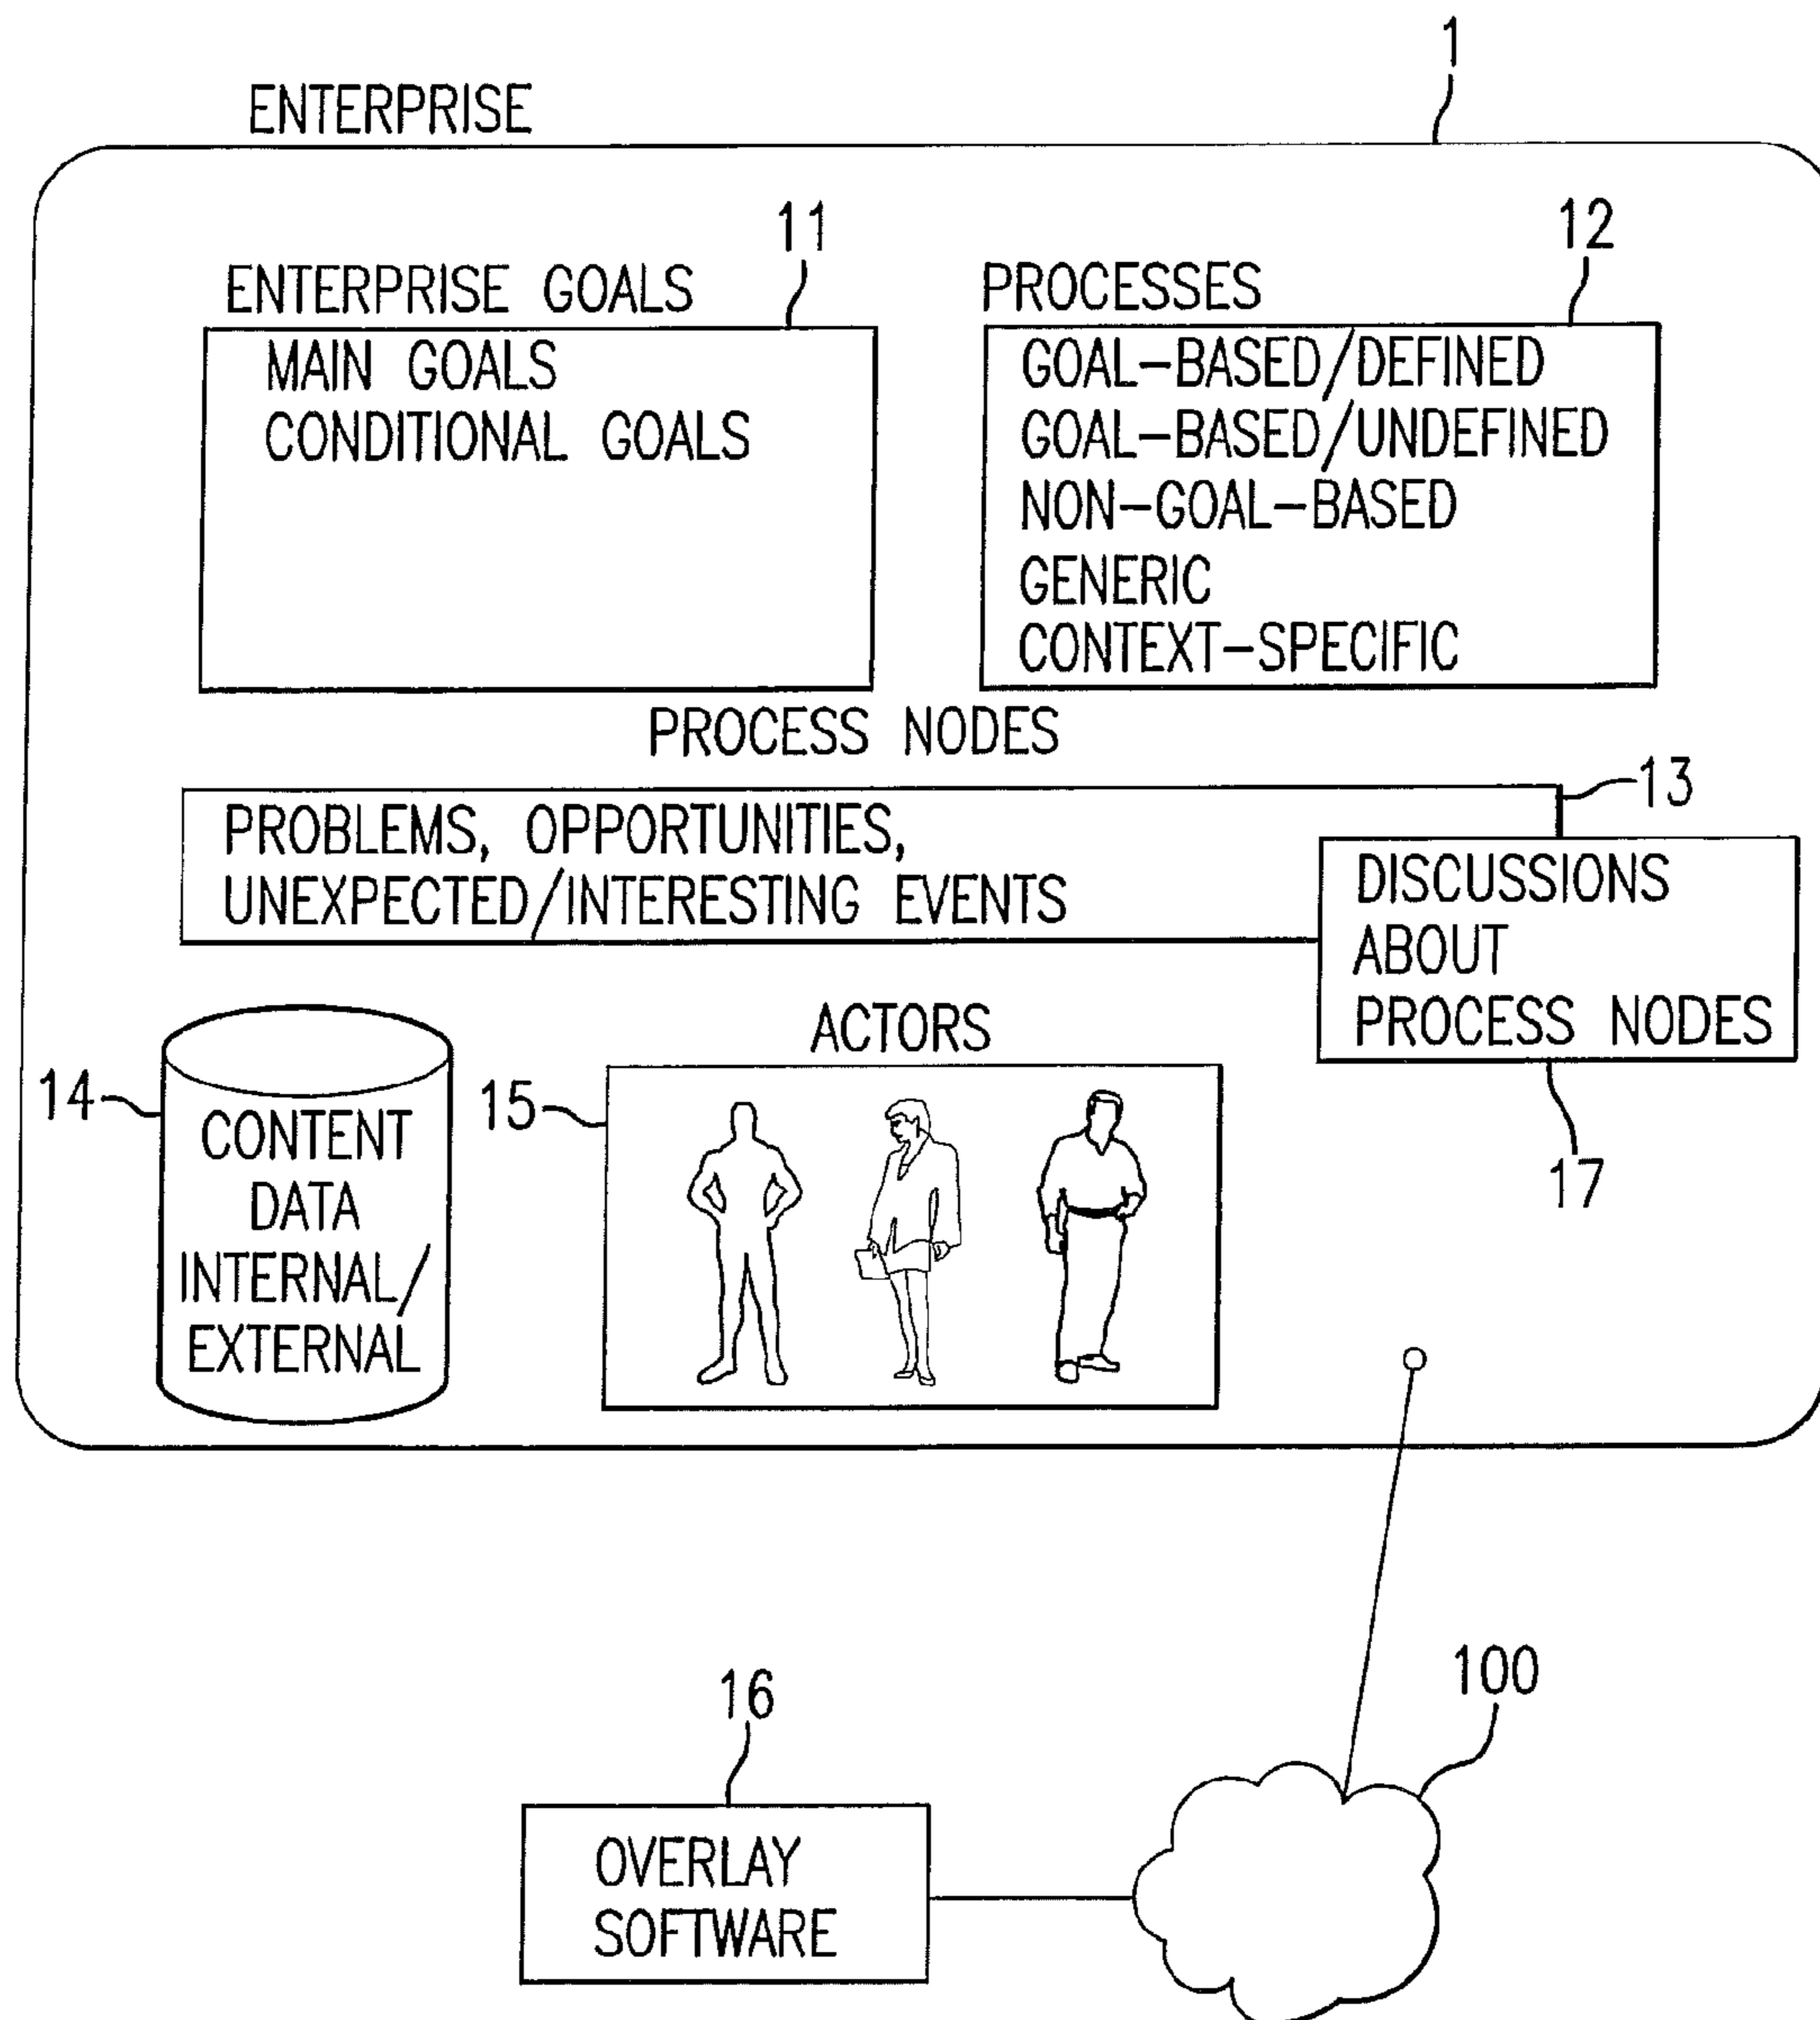 1
ENTERPRISE
11
12
ENTERPRISE GOALS
PROCESSES
MAIN GOALS
CONDITIONAL GOALS
GOAL-BASED/DEFINED
GOAL-BASED/UNDEFINED
NON-GOAL-BASED
GENERIC
CONTEXT-SPECIFIC
PROCESS NODES
13
PROBLEMS, OPPORTUNITIES,
UNEXPECTED/INTERESTING EVENTS
DISCUSSIONS
ABOUT
PROCESS NODES
17
14
CONTENT
DATA
INTERNAL/
EXTERNAL
ACTORS
15
16
OVERLAY
SOFTWARE
100